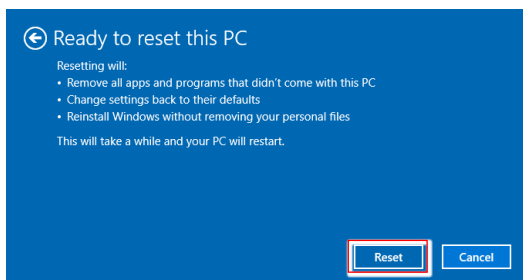 Ready to reset this PC
Resetting will:
• Remove all apps and programs that didn't come with this PC
• Change settings back to their defaults
• Reinstall Windows without removing your personal files
This will take a while and your PC will restart.
Reset Cancel